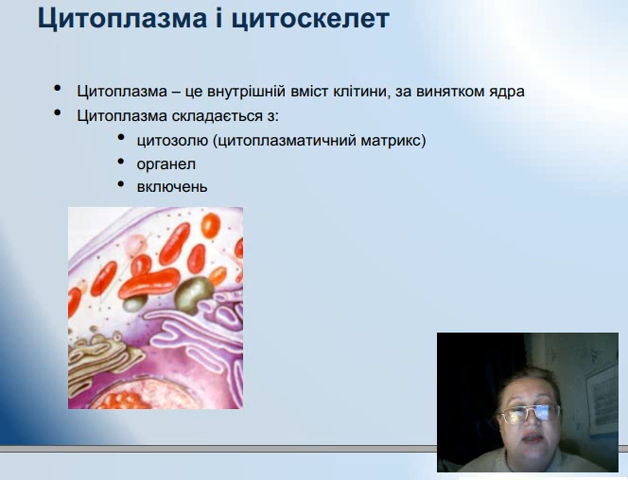 Цитоплазма і цитоскелет
• Цитоплазма – це внутрішній вміст клітини, за винятком ядра
• Цитоплазма складається з:
• цитозолю (цитоплазматичний матрикс)
• органел
• включень